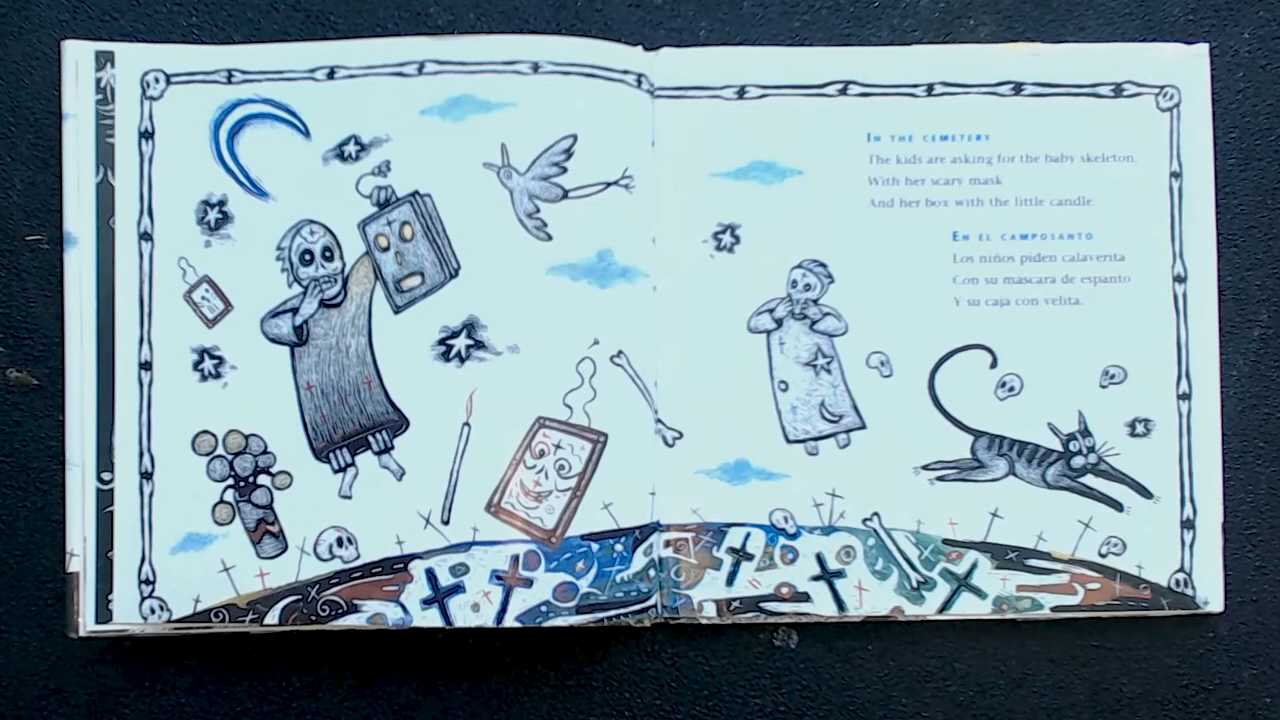 IN THE CEMETERY
The kids are asking for the baby skeleton,
With her scary mask
And her box with the little candle.
EN EL CAMPOSANTO
Los niños piden calaverita
Con su máscara de espanto
Y su caja con velita.